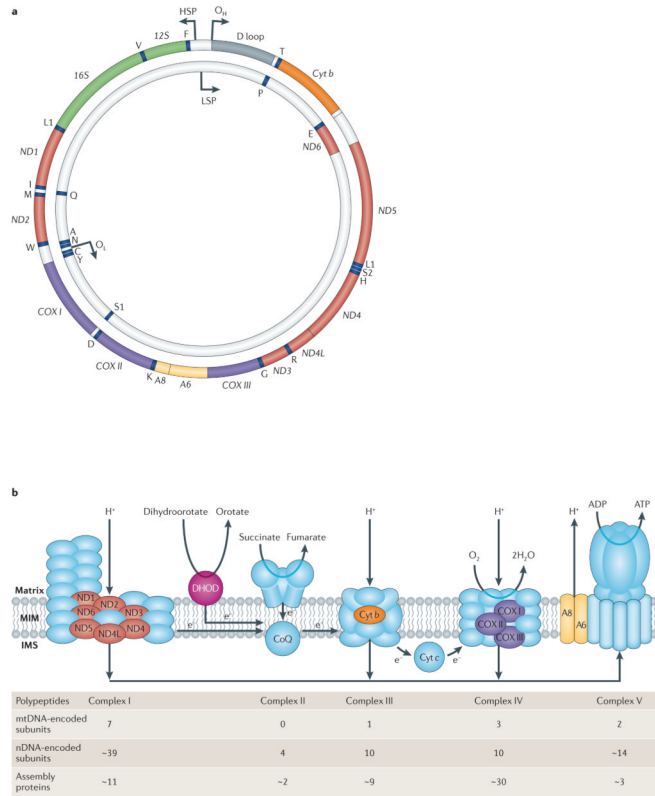 a
HSP
O_H
D loop
T
Cyt b
P
E
ND6
ND5
L1
S2
H
ND4
ND4L
R
ND3
G
COX III
A6
A8
K
COX II
D
COX I
W
ND2
M
I
ND1
L1
16S
V
12S
F
LSP
Q
A
N
O_L
C
Y
S1
b
H+
Dihydroorotate Orotate
Succinate Fumarate
H+
H+
O2
2H2O
H+
ADP
ATP
Matrix
MIM
IMS
ND1
ND2
ND6
ND3
ND5
ND4
ND4L
DHOD
e-
e-
e-
CoQ
e-
Cyt b
e-
Cyt c
e-
COX I
COX II
COX III
A8
A6
Polypeptides Complex I Complex II Complex III Complex IV Complex V
mtDNA-encoded
subunits 7 0 1 3 2
nDNA-encoded
subunits ~39 4 10 10 ~14
Assembly
proteins ~11 ~2 ~9 ~30 ~3